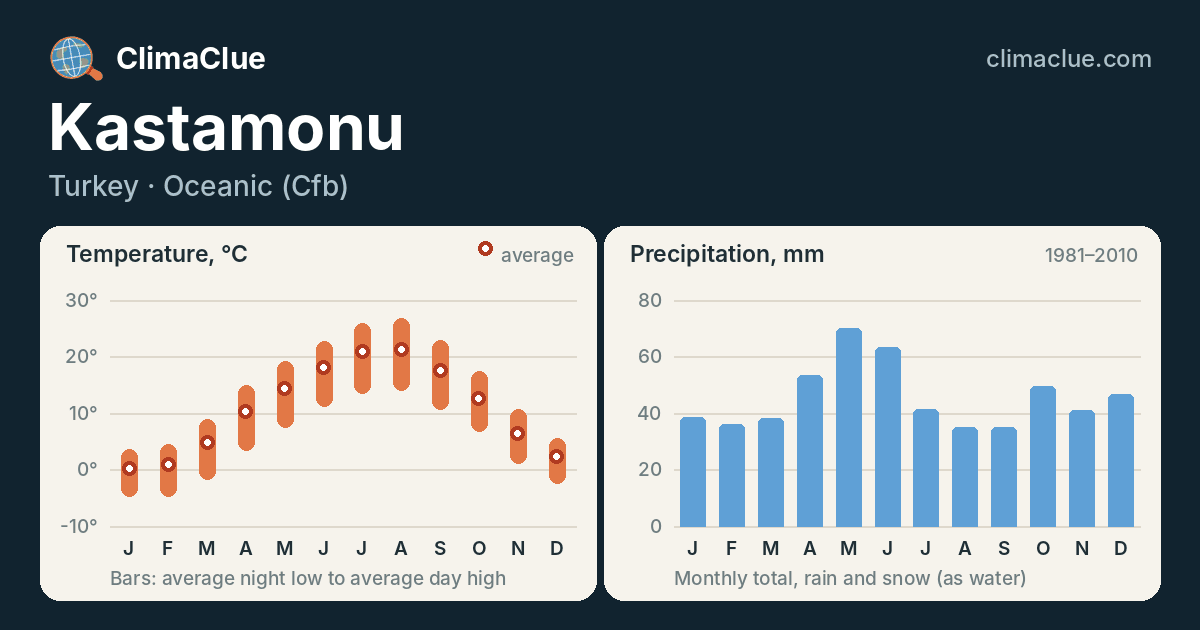 ClimaClue
climaclue.com
Kastamonu
Turkey · Oceanic (Cfb)
Temperature, °C
average
30°
20°
10°
0°
-10°
J F M A M J J A S O N D
Bars: average night low to average day high
Precipitation, mm
1981–2010
80
60
40
20
0
J F M A M J J A S O N D
Monthly total, rain and snow (as water)